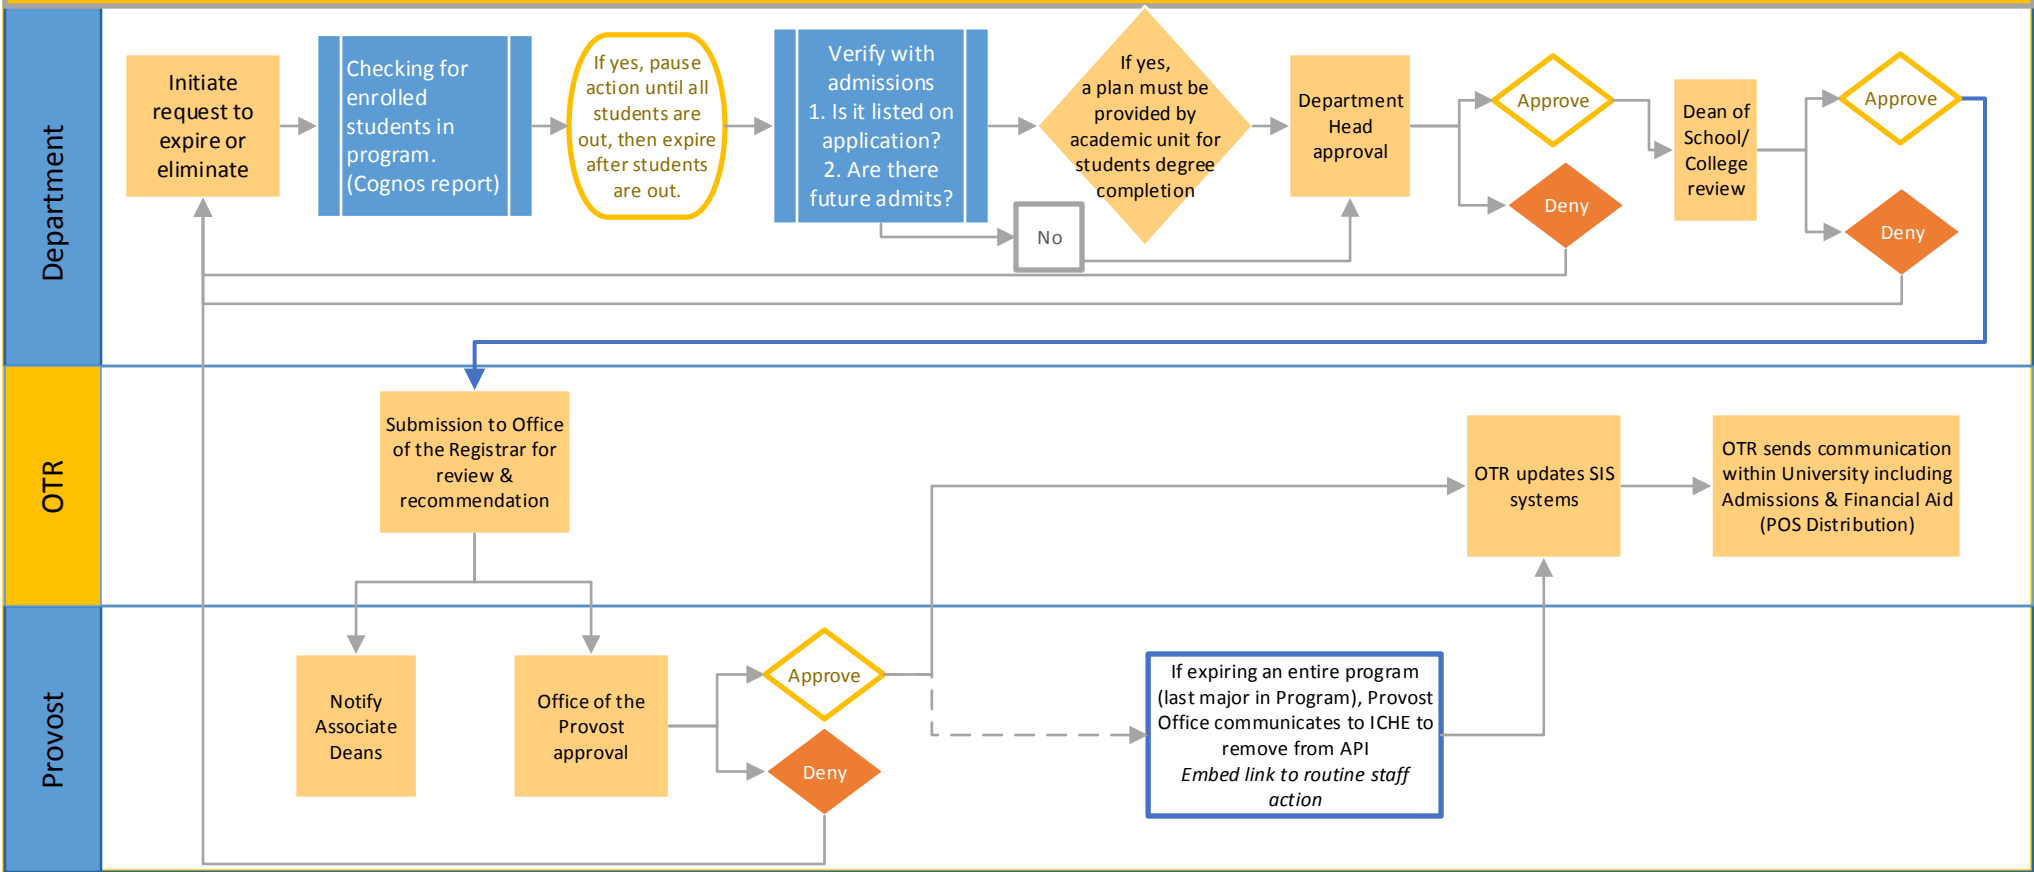 Department
Initiate
request to
expire or
eliminate
Checking for
enrolled
students in
program.
(Cognos report)
If yes, pause
action until all
students are
out, then expire
after students
are out.
Verify with
admissions
1. Is it listed on
application?
2. Are there
future admits?
No
If yes,
a plan must be
provided by
academic unit for
students degree
completion
Department
Head
approval
Approve
Deny
Dean of
School/
College
review
Approve
Deny
OTR
Submission to Office
of the Registrar for
review &
recommendation
OTR updates SIS
systems
OTR sends communication
within University including
Admissions & Financial Aid
(POS Distribution)
Provost
Notify
Associate
Deans
Office of the
Provost
approval
Approve
Deny
If expiring an entire program
(last major in Program), Provost
Office communicates to ICHE to
remove from API
Embed link to routine staff
action